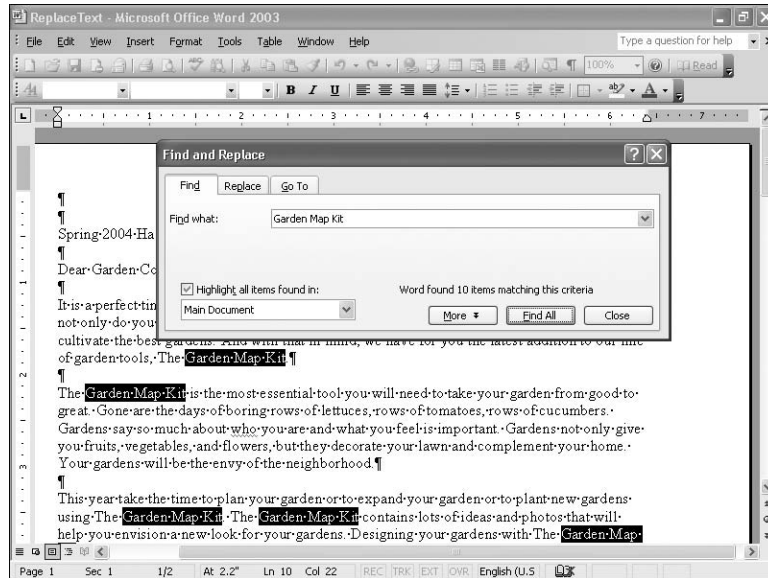 ReplaceText - Microsoft Office Word 2003
File Edit View Insert Format Tools Table Window Help Type a question for help
100% Read
B I U
1 2 3 4 5 6 7
Find and Replace
Find Replace Go To
Find what: Garden Map Kit
Highlight all items found in: Word found 10 items matching this criteria
Main Document More Find All Close
¶
¶
Spring·2004·Ha
¶
Dear·Garden·Co
¶
It·is·a·perfect·tin
not·only·do·you·
cultivate·the·best·gardens.·And·with·that·in·mind,·we·have·for·you·the·latest·addition·to·our·line·
of·garden·tools,·The·Garden·Map·Kit.¶
¶
The·Garden·Map·Kit·is·the·most·essential·tool·you·will·need·to·take·your·garden·from·good·to·
great.·Gone·are·the·days·of·boring·rows·of·lettuces,·rows·of·tomatoes,·rows·of·cucumbers.·
Gardens·say·so·much·about·who·you·are·and·what·you·feel·is·important.·Gardens·not·only·give·
you·fruits,·vegetables,·and·flowers,·but·they·decorate·your·lawn·and·complement·your·home.·
Your·gardens·will·be·the·envy·of·the·neighborhood.¶
¶
This·year·take·the·time·to·plan·your·garden·or·to·expand·your·garden·or·to·plant·new·gardens·
using·The·Garden·Map·Kit.·The·Garden·Map·Kit·contains·lots·of·ideas·and·photos·that·will·
help·you·envision·a·new·look·for·your·gardens.·Designing·your·gardens·with·The·Garden·Map·
Page 1 Sec 1 1/2 At 2.2" Ln 10 Col 22 REC TRK EXT OVR English (U.S